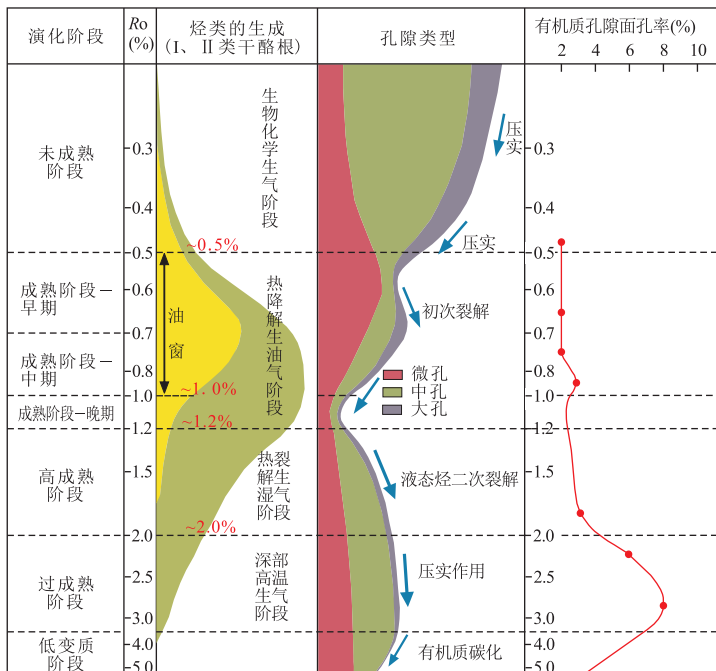 演化阶段
Ro
(%)
烃类的生成
(Ⅰ、Ⅱ类干酪根)
孔隙类型
有机质孔隙面孔率(%)
2 4 6 8 10
未成熟
阶段
成熟阶段–
早期
成熟阶段–
中期
成熟阶段–晚期
高成熟
阶段
过成熟
阶段
低变质
阶段
0.3
0.4
0.5
0.6
0.7
0.8
1.0
1.2
1.5
2.0
2.5
3.0
4.0
5.0
生物化学生气阶段
~0.5%
油窗
热降解生油气阶段
~1.0%
~1.2%
热裂
解生
湿气
阶段
~2.0%
深部
高温
生气
阶段
压实
压实
初次裂解
微孔
中孔
大孔
液态烃二次裂解
压实作用
有机质碳化
0.3
0.4
0.5
0.6
0.7
0.8
1.0
1.2
1.5
2.0
2.5
3.0
4.0
5.0